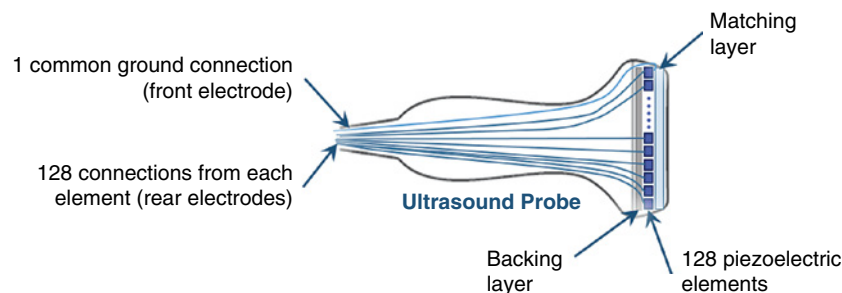 Matching
layer
1 common ground connection
(front electrode)
128 connections from each
element (rear electrodes)
Ultrasound Probe
Backing
layer
128 piezoelectric
elements